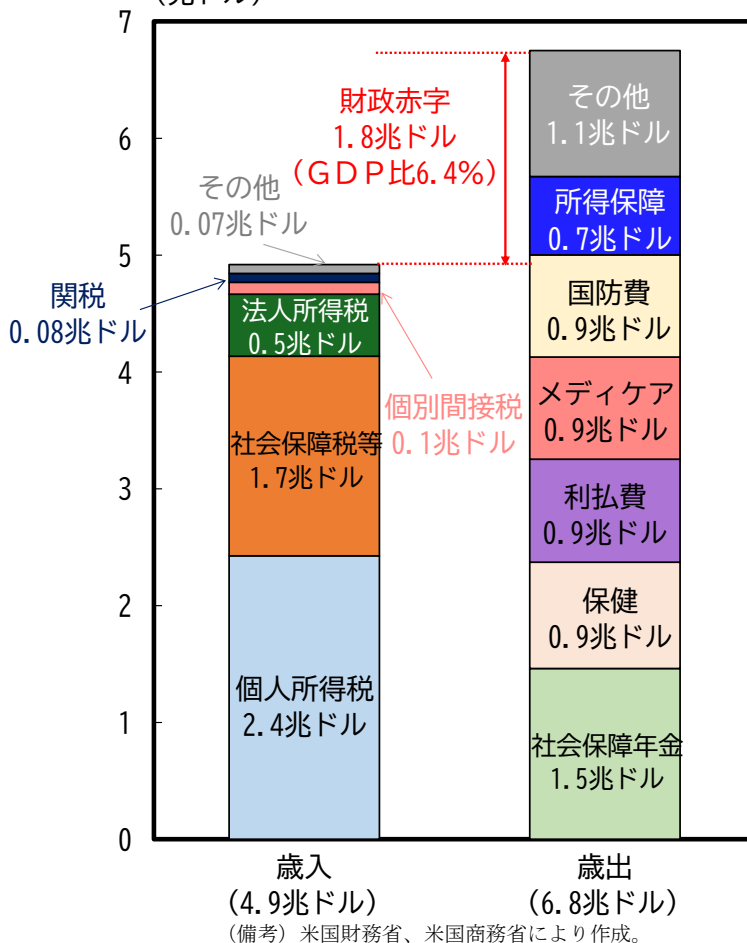 7
6
5
4
3
2
1
0
財政赤字
1.8兆ドル
(GDP比6.4%)
その他
0.07兆ドル
関税
0.08兆ドル
法人所得税
0.5兆ドル
個別間接税
0.1兆ドル
社会保障税等
1.7兆ドル
個人所得税
2.4兆ドル
その他
1.1兆ドル
所得保障
0.7兆ドル
国防費
0.9兆ドル
メディケア
0.9兆ドル
利払費
0.9兆ドル
保健
0.9兆ドル
社会保障年金
1.5兆ドル
歳入
(4.9兆ドル)
歳出
(6.8兆ドル)
(備考)米国財務省、米国商務省により作成。